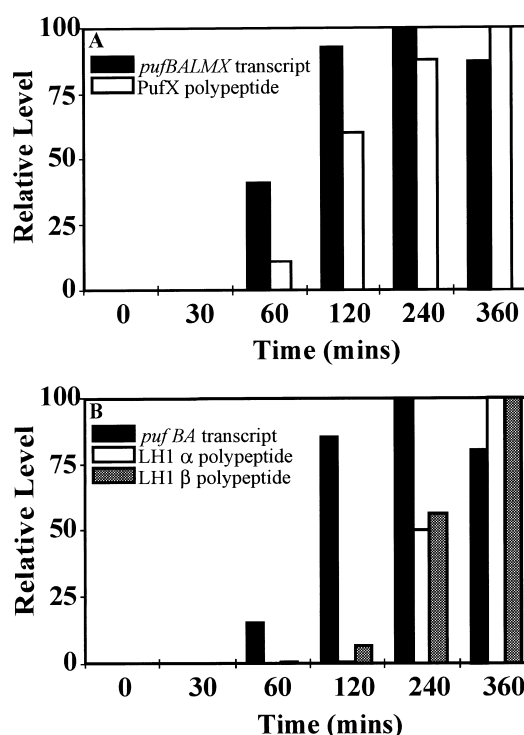 100
A
pufBALMX transcript
PufX polypeptide
75
50
25
0
Relative Level
0 30 60 120 240 360
Time (mins)
100
B
puf BA transcript
LH1 α polypeptide
LH1 β polypeptide
75
50
25
0
Relative Level
0 30 60 120 240 360
Time (mins)